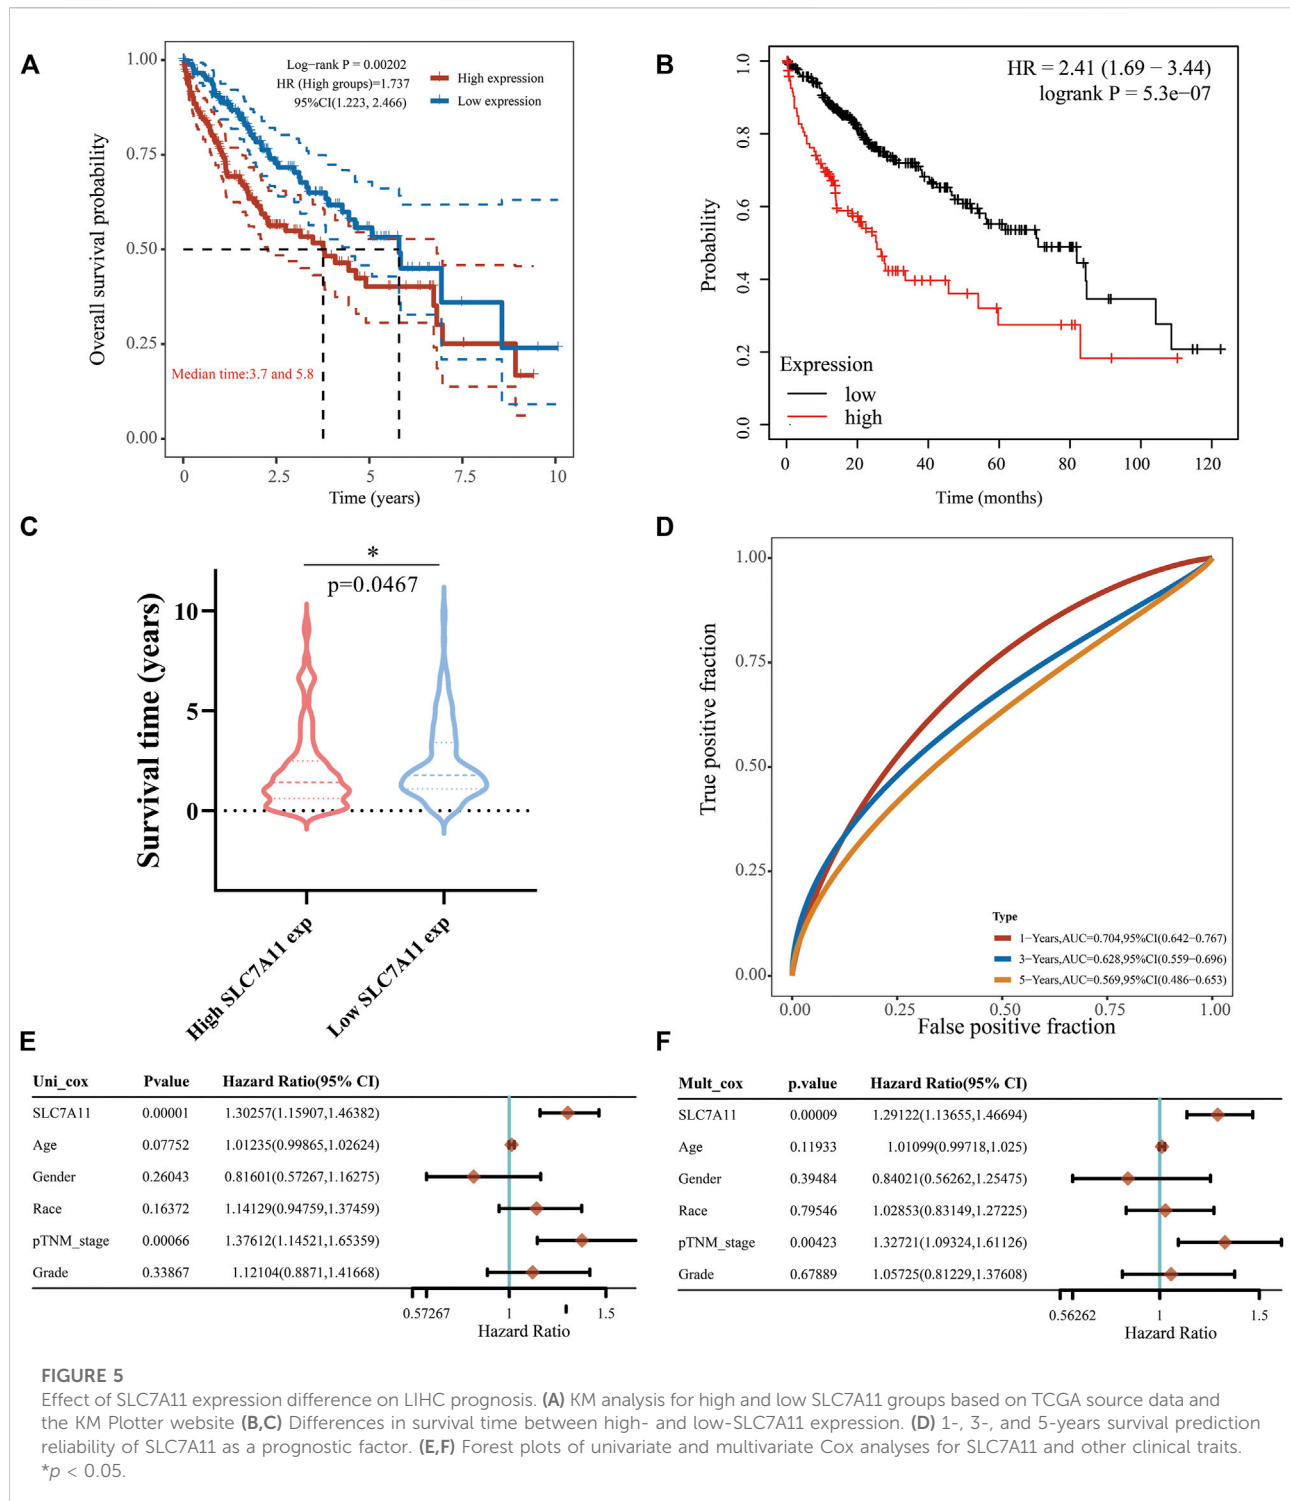 A
Log-rank P = 0.00202
HR (High groups)=1.737
95%CI(1.223, 2.466)
High expression
Low expression
Overall survival probability
1.00
0.75
0.50
0.25
0.00
Median time:3.7 and 5.8
0 2.5 5 7.5 10
Time (years)
B
HR = 2.41 (1.69 − 3.44)
logrank P = 5.3e−07
Probability
1.0
0.8
0.6
0.4
0.2
0.0
Expression
low
high
0 20 40 60 80 100 120
Time (months)
C
*
p=0.0467
Survival time (years)
10
5
0
High SLC7A11 exp
Low SLC7A11 exp
D
True positive fraction
1.00
0.75
0.50
0.25
0.00
Type
1−Years,AUC=0.704,95%CI(0.642−0.767)
3−Years,AUC=0.628,95%CI(0.559−0.696)
5−Years,AUC=0.569,95%CI(0.486−0.653)
0.00 0.25 0.50 0.75 1.00
False positive fraction
E
Uni_cox Pvalue Hazard Ratio(95% CI)
SLC7A11 0.00001 1.30257(1.15907,1.46382)
Age 0.07752 1.01235(0.99865,1.02624)
Gender 0.26043 0.81601(0.57267,1.16275)
Race 0.16372 1.14129(0.94759,1.37459)
pTNM_stage 0.00066 1.37612(1.14521,1.65359)
Grade 0.33867 1.12104(0.8871,1.41668)
0.57267 1 1.5
Hazard Ratio
F
Mult_cox p.value Hazard Ratio(95% CI)
SLC7A11 0.00009 1.29122(1.13655,1.46694)
Age 0.11933 1.01099(0.99718,1.025)
Gender 0.39484 0.84021(0.56262,1.25475)
Race 0.79546 1.02853(0.83149,1.27225)
pTNM_stage 0.00423 1.32721(1.09324,1.61126)
Grade 0.67889 1.05725(0.81229,1.37608)
0.56262 1 1.5
Hazard Ratio
FIGURE 5
Effect of SLC7A11 expression difference on LIHC prognosis. (A) KM analysis for high and low SLC7A11 groups based on TCGA source data and
the KM Plotter website (B,C) Differences in survival time between high- and low-SLC7A11 expression. (D) 1-, 3-, and 5-years survival prediction
reliability of SLC7A11 as a prognostic factor. (E,F) Forest plots of univariate and multivariate Cox analyses for SLC7A11 and other clinical traits.
*p < 0.05.